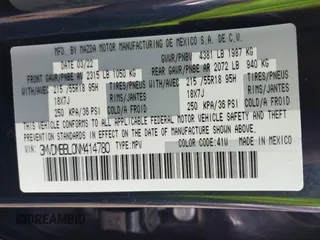 MFD. BY MAZDA MOTOR MANUFACTURING DE MEXICO S.A. DE C.V.
DATE 03/22 GVWR/PNBV 4381 LB 1987 KG
FRONT GAWR/PNBE AV 2315 LB 1050 KG REAR GAWR/PNBE AR 2072 LB 940 KG
215/55R18 95H TIRES/PNEUS 215/55R18 95H TIRES/PNEUS
18X7J RIMS/JANTES 18X7J RIMS/JANTES
250 KPA/36 PSI COLD/A FROID 250 KPA/36 PSI COLD/A FROID
THIS VEHICLE CONFORMS TO ALL APPLICABLE FEDERAL MOTOR VEHICLE
SAFETY, BUMPER, AND THEFT PREVENTION STANDARDS
IN EFFECT ON THE DATE OF MANUFACTURE SHOWN ABOVE.
TYPE: MPV COLOR CODE: 41W MADE IN MEXICO
DREAMBID